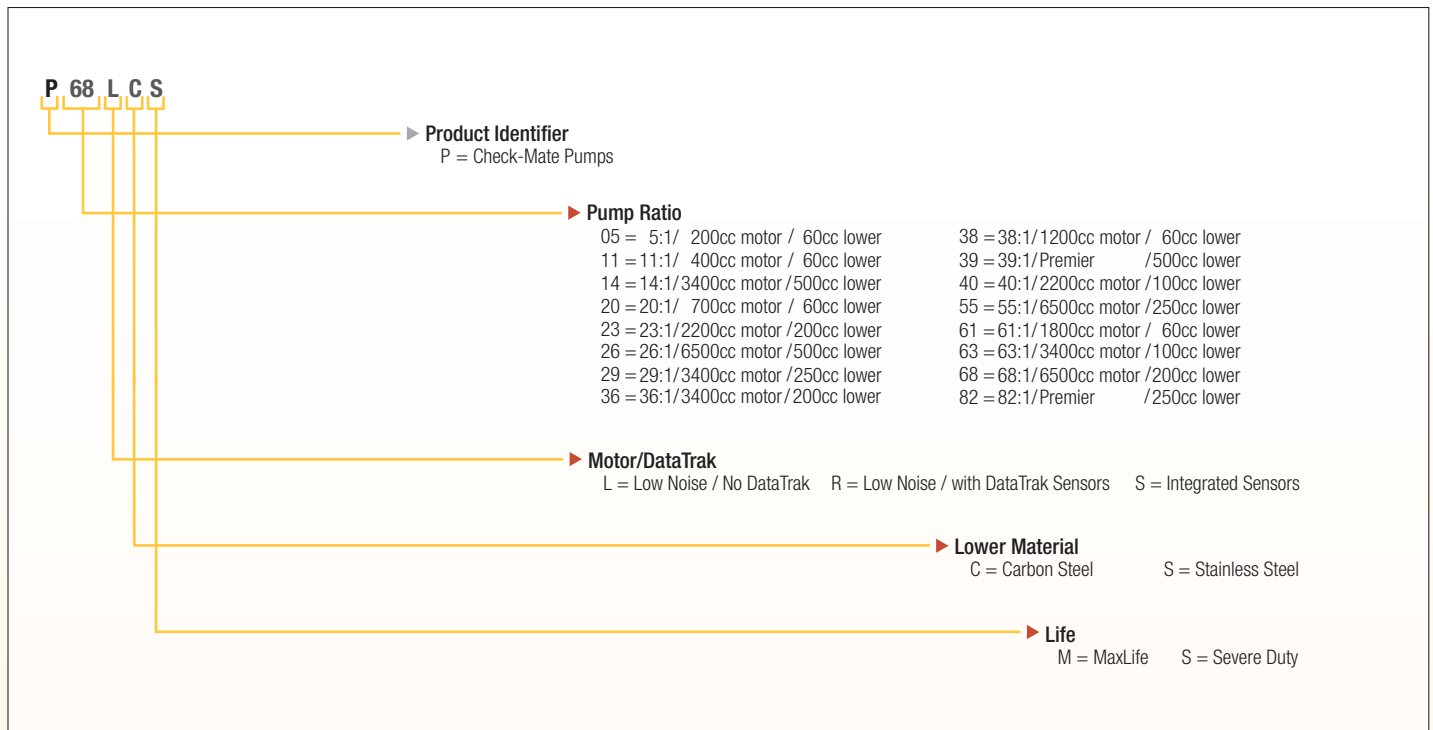 P 68 L C S
Product Identifier
P = Check-Mate Pumps
Pump Ratio
05 = 5:1/ 200cc motor / 60cc lower
11 = 11:1/ 400cc motor / 60cc lower
14 = 14:1/3400cc motor /500cc lower
20 = 20:1/ 700cc motor / 60cc lower
23 = 23:1/2200cc motor /200cc lower
26 = 26:1/6500cc motor /500cc lower
29 = 29:1/3400cc motor /250cc lower
36 = 36:1/3400cc motor/200cc lower
38 = 38:1/1200cc motor / 60cc lower
39 = 39:1/Premier /500cc lower
40 = 40:1/2200cc motor /100cc lower
55 = 55:1/6500cc motor /250cc lower
61 = 61:1/1800cc motor / 60cc lower
63 = 63:1/3400cc motor /100cc lower
68 = 68:1/6500cc motor /200cc lower
82 = 82:1/Premier /250cc lower
Motor/DataTrak
L = Low Noise / No DataTrak R = Low Noise / with DataTrak Sensors S = Integrated Sensors
Lower Material
C = Carbon Steel S = Stainless Steel
Life
M = MaxLife S = Severe Duty